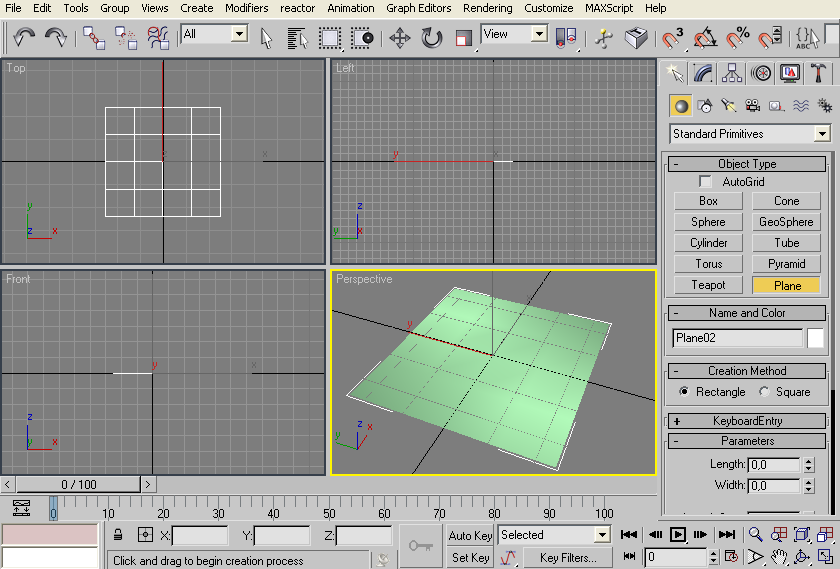 File Edit Tools Group Views Create Modifiers reactor Animation Graph Editors Rendering Customize MAXScript Help
All View 3 % ABC
Top
Left
Front
Perspective
y x z
Standard Primitives
- Object Type
AutoGrid
Box Cone
Sphere GeoSphere
Cylinder Tube
Torus Pyramid
Teapot Plane
- Name and Color
Plane02
- Creation Method
Rectangle Square
+ KeyboardEntry
- Parameters
Length: 0,0
Width: 0,0
< 0 / 100 >
0 10 20 30 40 50 60 70 80 90 100
X: Y: Z: Auto Key Selected
Click and drag to begin creation process Set Key Key Filters... 0